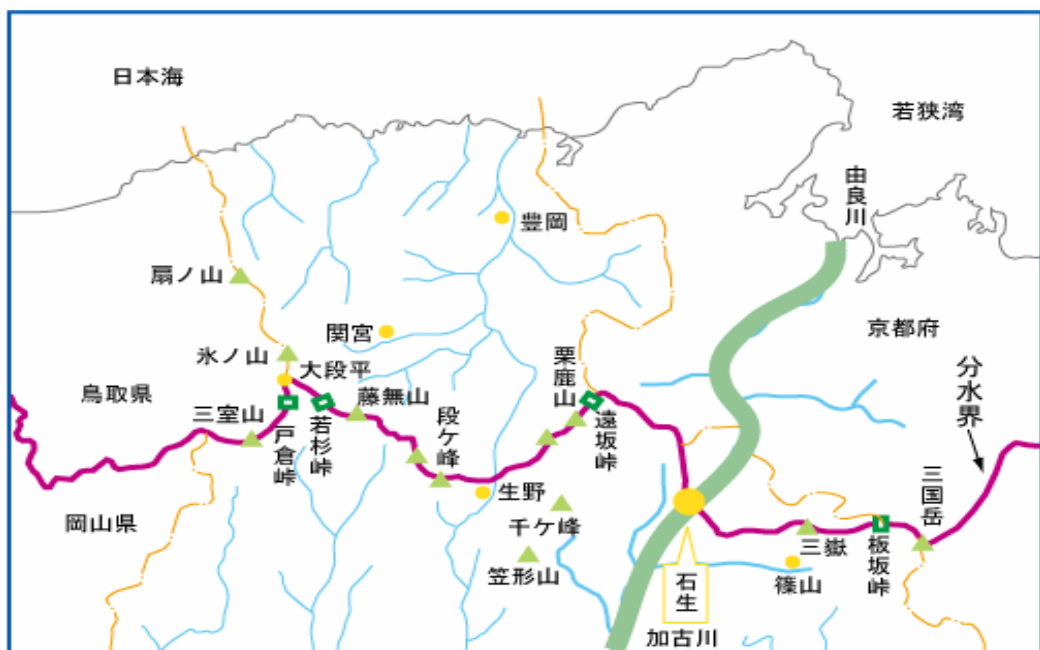 日本海
若狭湾
由良川
豊岡
扇ノ山
関宮
京都府
氷ノ山
大段平
栗鹿山
分水界
鳥取県
藤無山
三室山
段ケ峰
遠坂峠
戸倉峠
若杉峠
三国岳
生野
岡山県
千ケ峰
三嶽
板坂峠
笠形山
石生
篠山
加古川